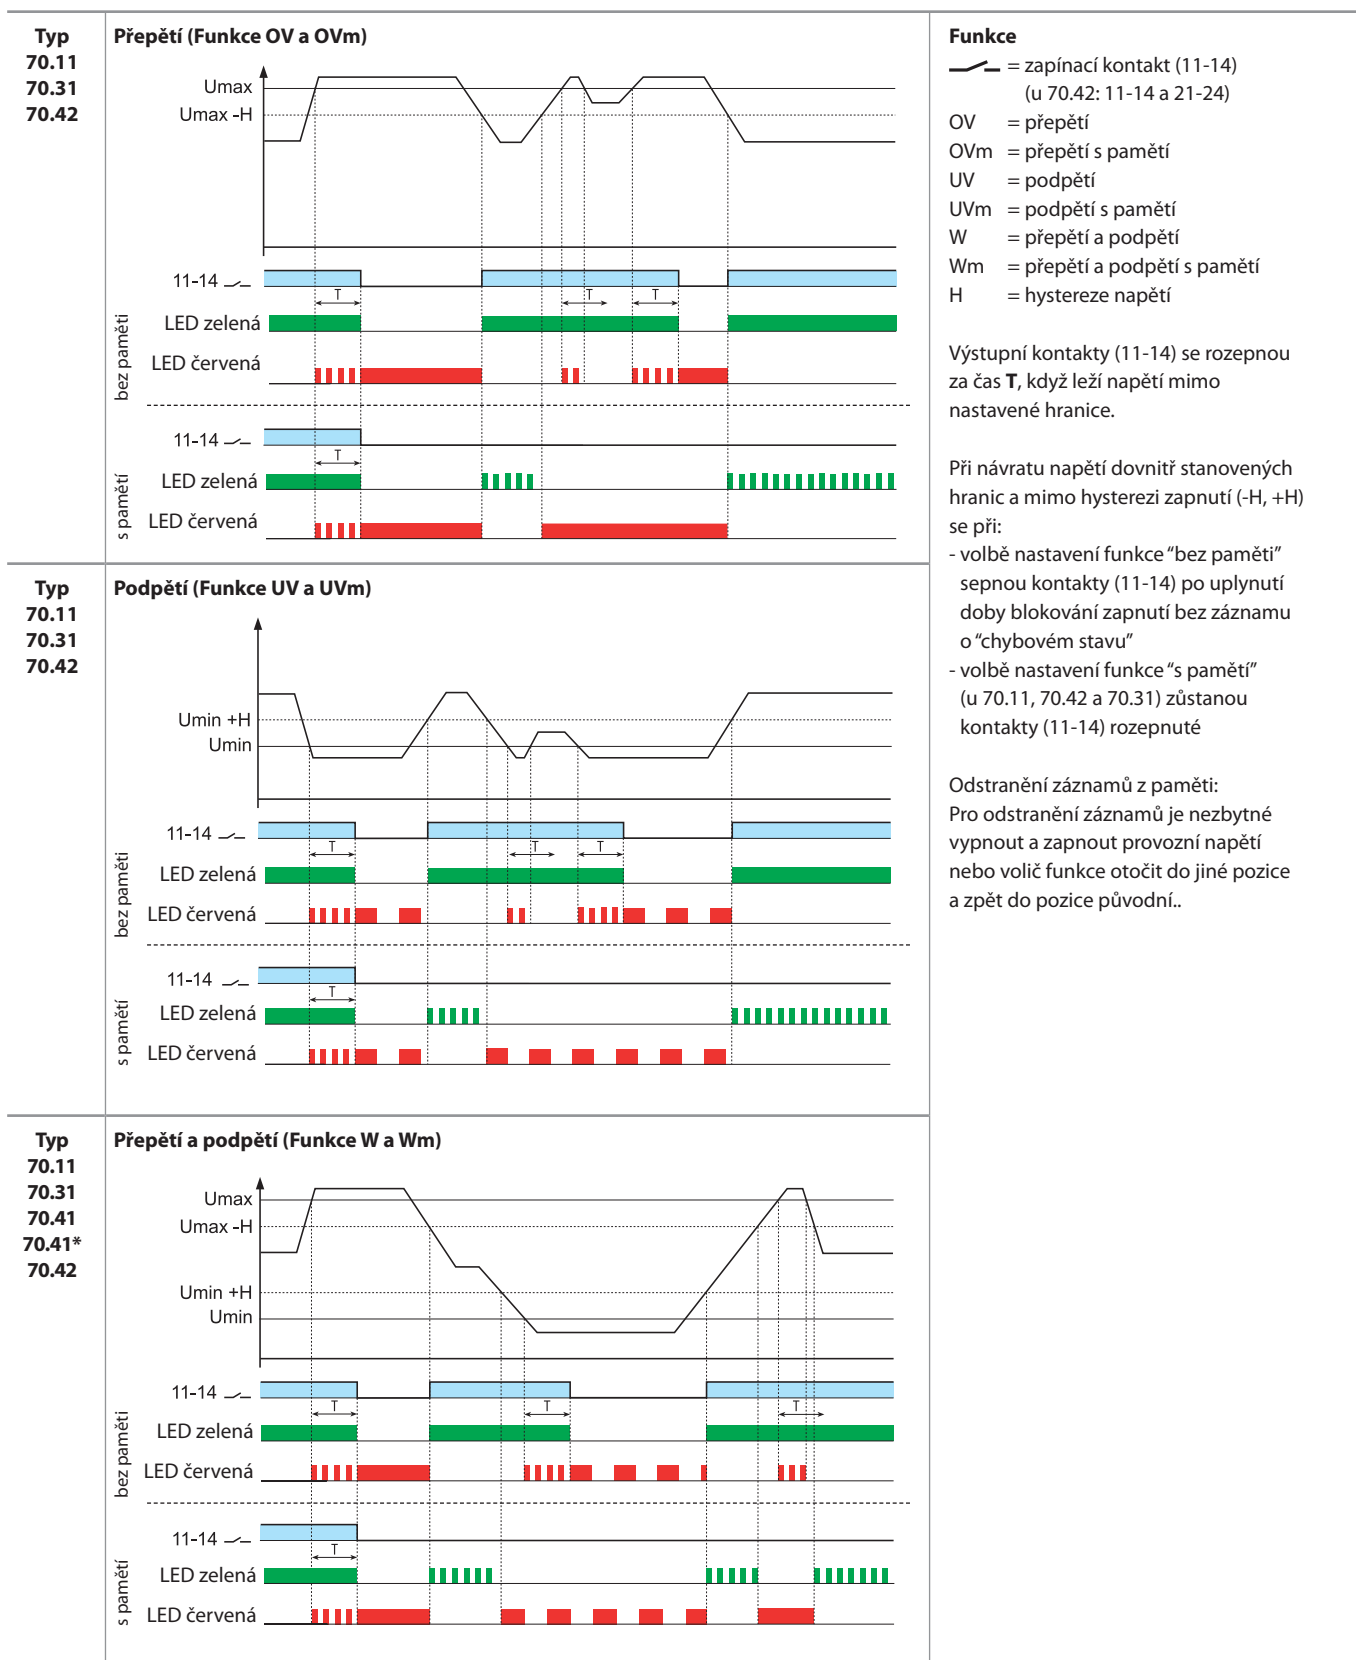 Typ
70.11
70.31
70.42
Přepětí (Funkce OV a OVm)
Umax
Umax -H
bez paměti
11-14
T
T
T
LED zelená
LED červená
s pamětí
11-14
T
LED zelená
LED červená
Typ
70.11
70.31
70.42
Podpětí (Funkce UV a UVm)
Umin +H
Umin
bez paměti
11-14
T
T
T
LED zelená
LED červená
s pamětí
11-14
T
LED zelená
LED červená
Typ
70.11
70.31
70.41
70.41*
70.42
Přepětí a podpětí (Funkce W a Wm)
Umax
Umax -H
Umin +H
Umin
bez paměti
11-14
T
T
T
LED zelená
LED červená
s pamětí
11-14
T
LED zelená
LED červená
Funkce
= zapínací kontakt (11-14)
(u 70.42: 11-14 a 21-24)
OV = přepětí
OVm = přepětí s pamětí
UV = podpětí
UVm = podpětí s pamětí
W = přepětí a podpětí
Wm = přepětí a podpětí s pamětí
H = hystereze napětí
Výstupní kontakty (11-14) se rozepnou
za čas T, když leží napětí mimo
nastavené hranice.
Při návratu napětí dovnitř stanovených
hranic a mimo hysterezi zapnutí (-H, +H)
se při:
- volbě nastavení funkce “bez paměti”
sepnou kontakty (11-14) po uplynutí
doby blokování zapnutí bez záznamu
o “chybovém stavu”
- volbě nastavení funkce “s pamětí”
(u 70.11, 70.42 a 70.31) zůstanou
kontakty (11-14) rozepnuté
Odstranění záznamů z paměti:
Pro odstranění záznamů je nezbytné
vypnout a zapnout provozní napětí
nebo volič funkce otočit do jiné pozice
a zpět do pozice původní..